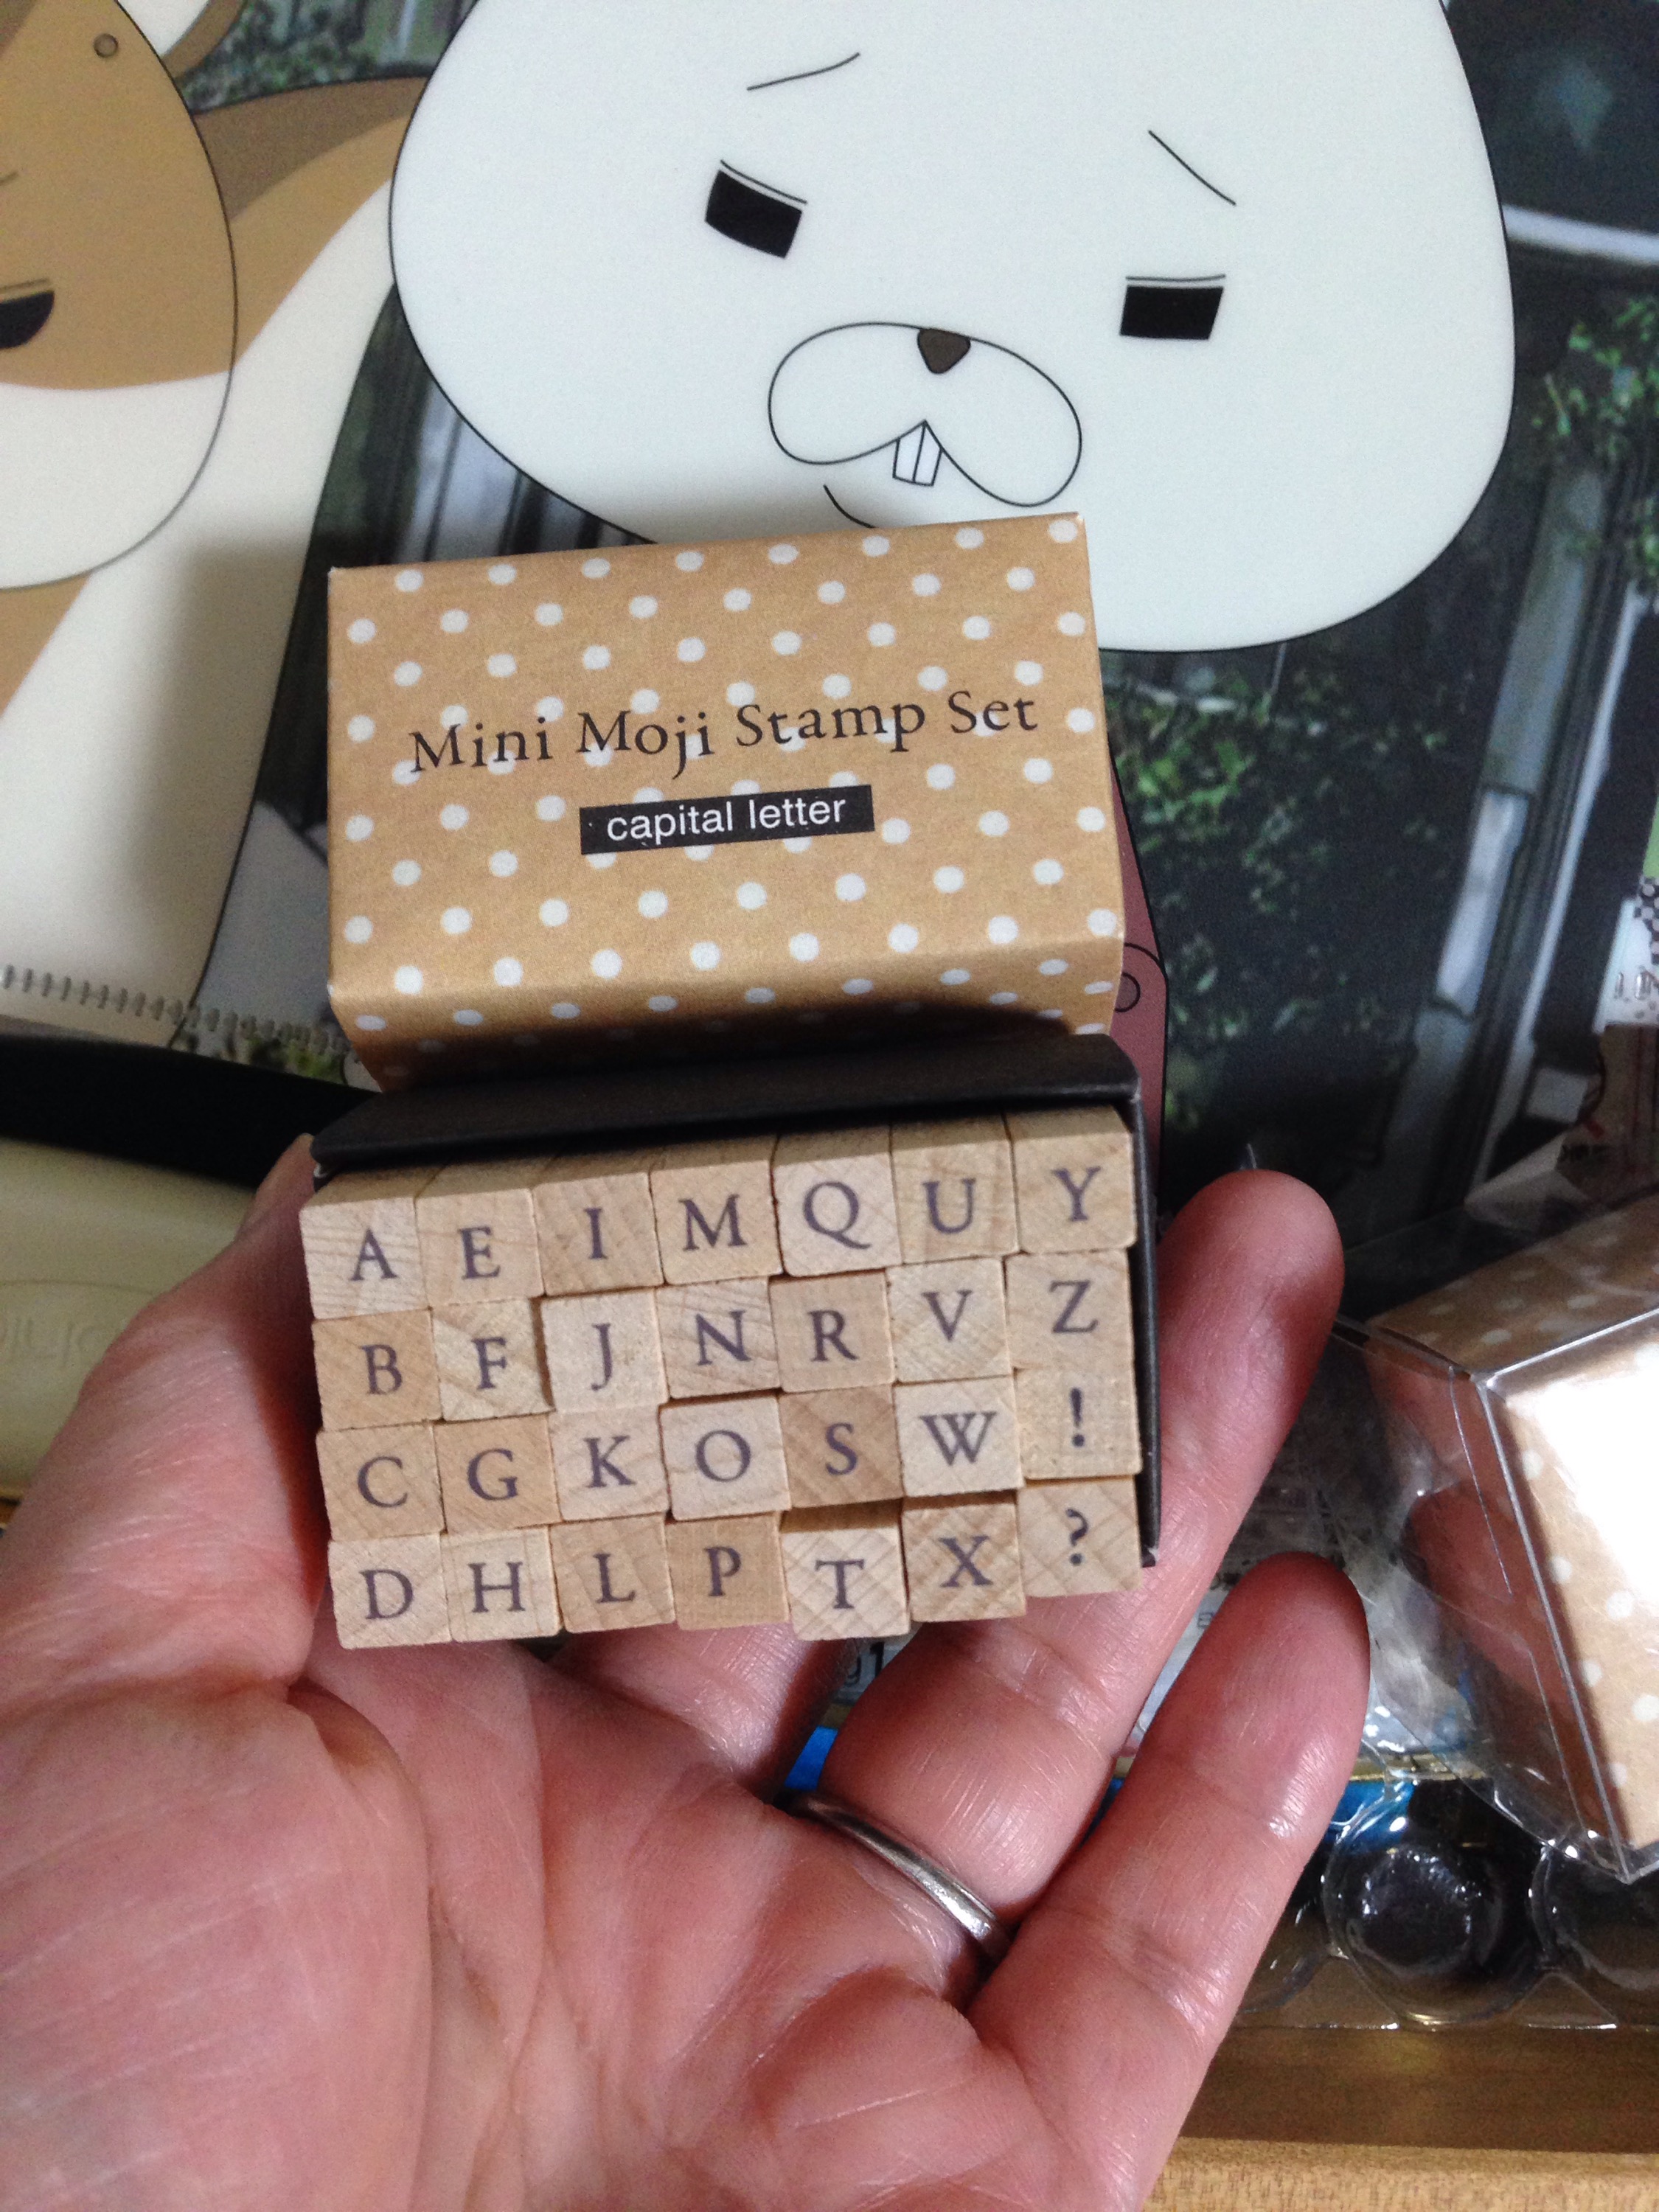 Mini Moji Stamp Set
capital letter
A E I M Q U Y
B F J N R V Z
C G K O S W !
D H L P T X ?